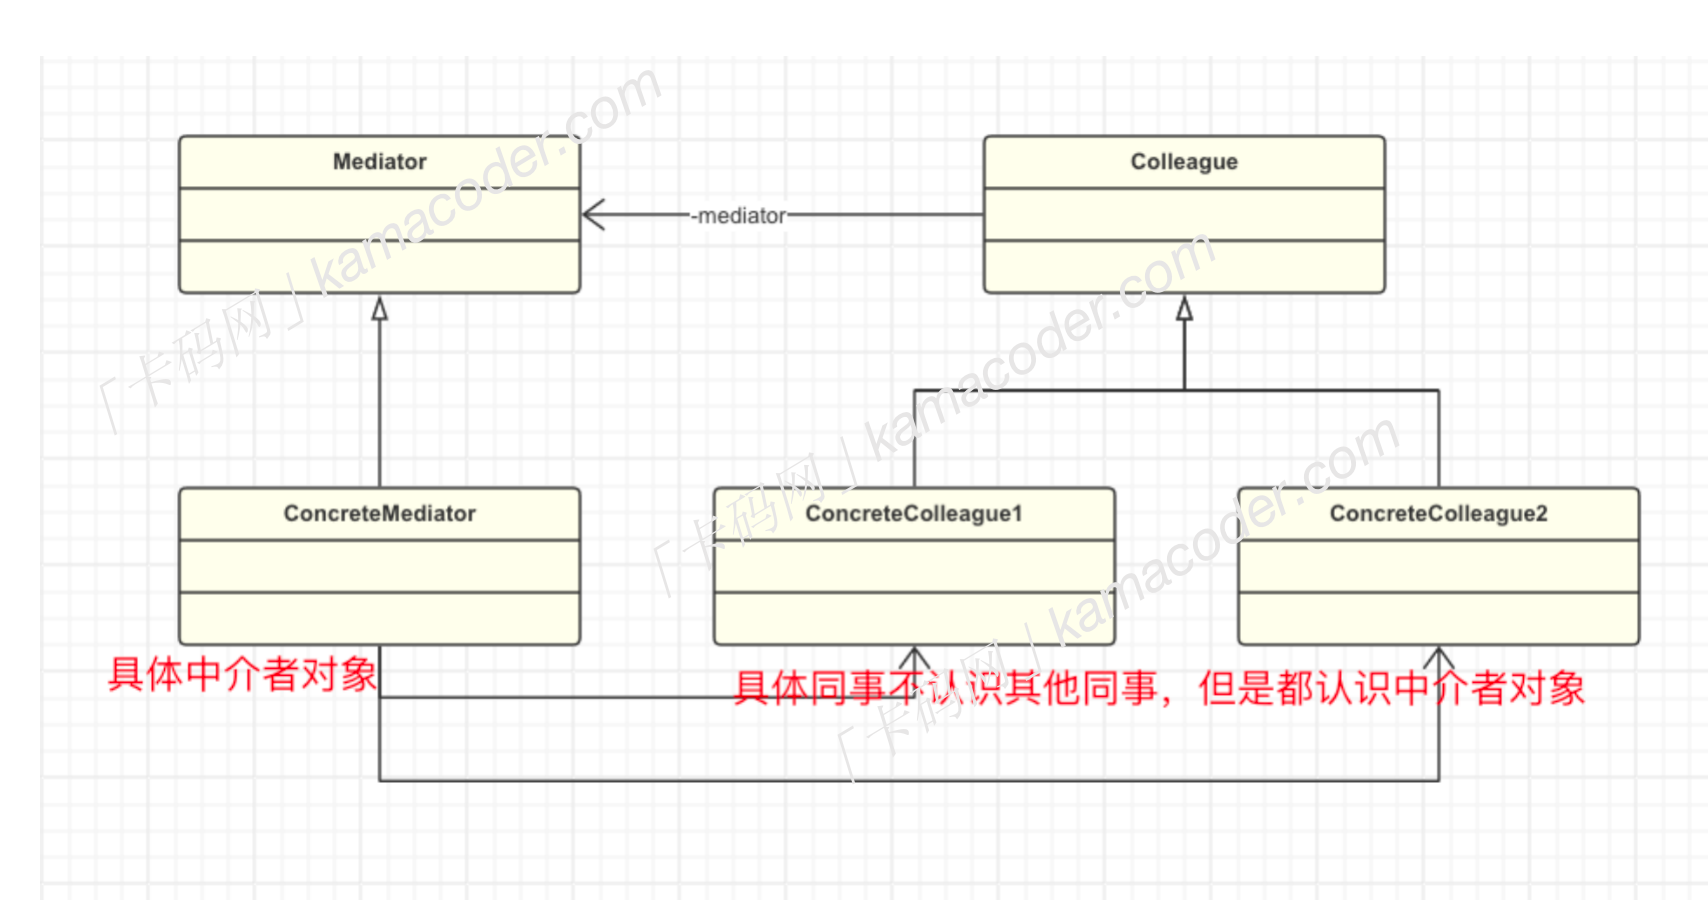 Mediator
Colleague
-mediator
ConcreteMediator
ConcreteColleague1
ConcreteColleague2
具体中介者对象
具体同事不认识其他同事，但是都认识中介者对象
「卡码网」kamacoder.com
「卡码网」kamacoder.com
「卡码网」kamacoder.com